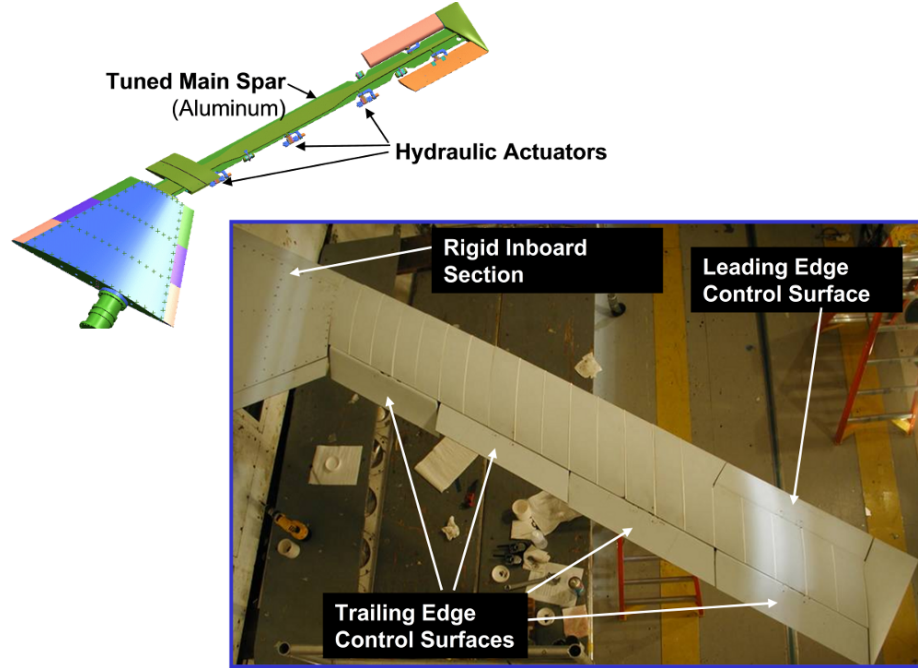 Tuned Main Spar
(Aluminum)
Hydraulic Actuators
Rigid Inboard
Section
Leading Edge
Control Surface
Trailing Edge
Control Surfaces